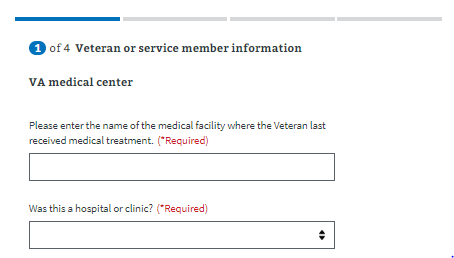 1 of 4 Veteran or service member information
VA medical center
Please enter the name of the medical facility where the Veteran last
received medical treatment. (*Required)
Was this a hospital or clinic? (*Required)